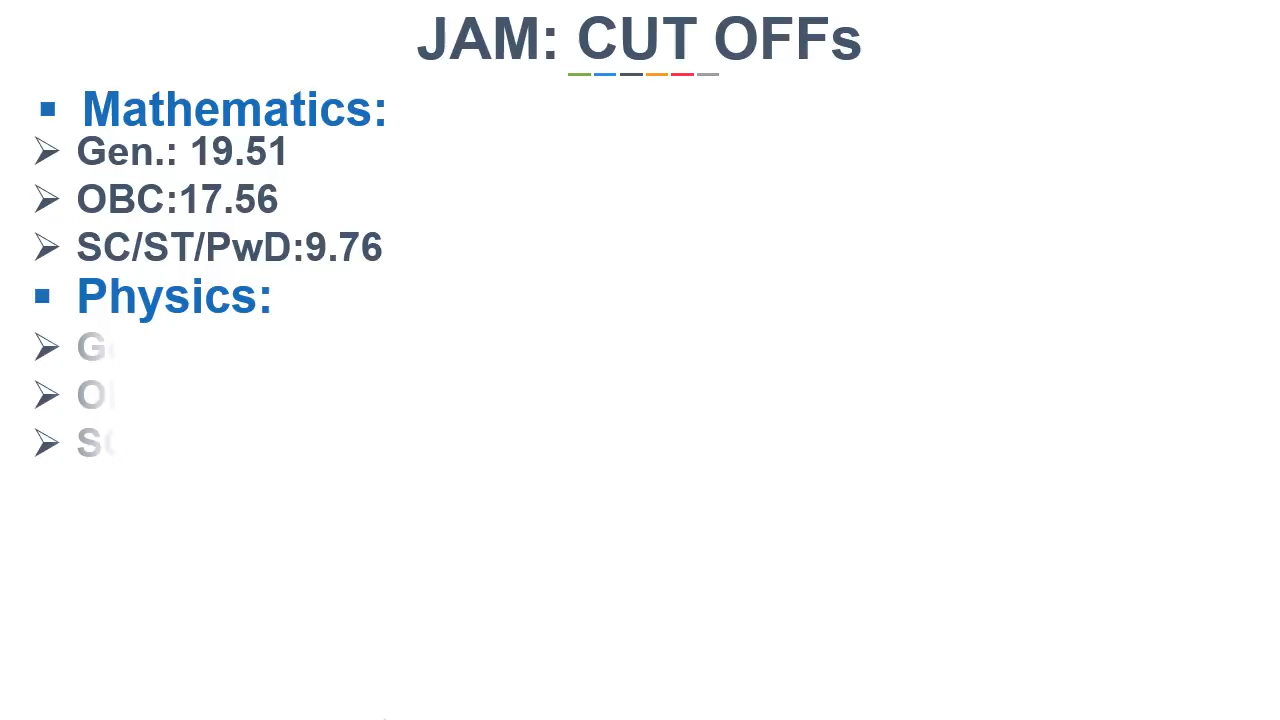 JAM: CUT OFFs
▪ Mathematics:
➢ Gen.: 19.51
➢ OBC:17.56
➢ SC/ST/PwD:9.76
▪ Physics:
➢ G
➢ O
➢ S